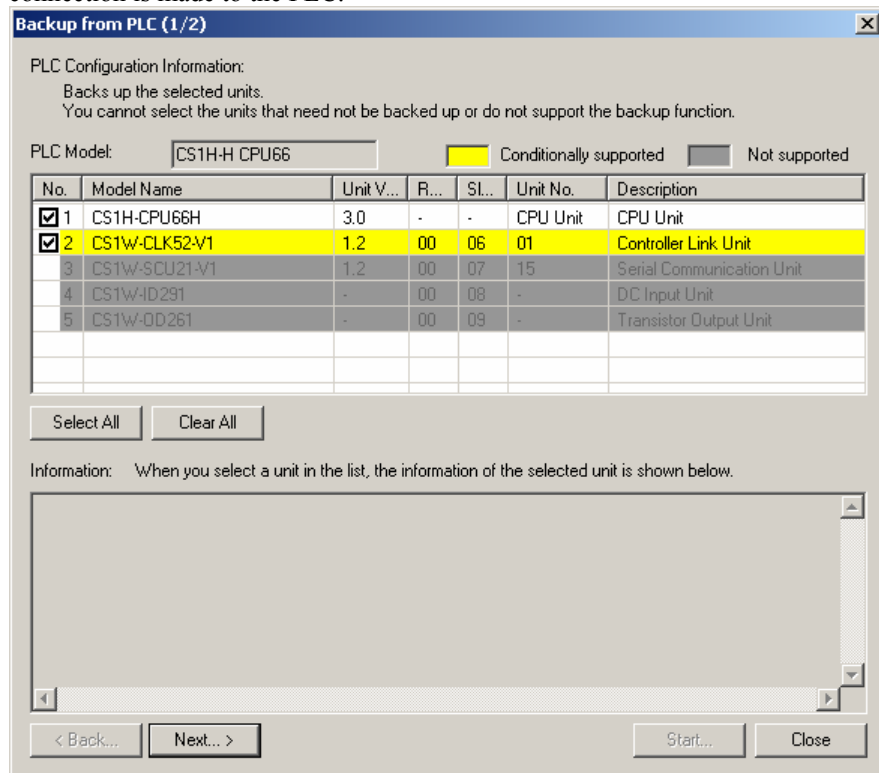 connection is made to the PLC.
Backup from PLC (1/2)
PLC Configuration Information:
Backs up the selected units.
You cannot select the units that need not be backed up or do not support the backup function.
PLC Model: CS1H-H CPU66 Conditionally supported Not supported
No. Model Name Unit V... R... Sl... Unit No. Description
1 CS1H-CPU66H 3.0 - - CPU Unit CPU Unit
2 CS1W-CLK52-V1 1.2 00 06 01 Controller Link Unit
3 CS1W-SCU21-V1 1.2 00 07 15 Serial Communication Unit
4 CS1W-ID291 - 00 08 - DC Input Unit
5 CS1W-OD261 - 00 09 - Transistor Output Unit
Select All Clear All
Information: When you select a unit in the list, the information of the selected unit is shown below.
< Back... Next... > Start... Close